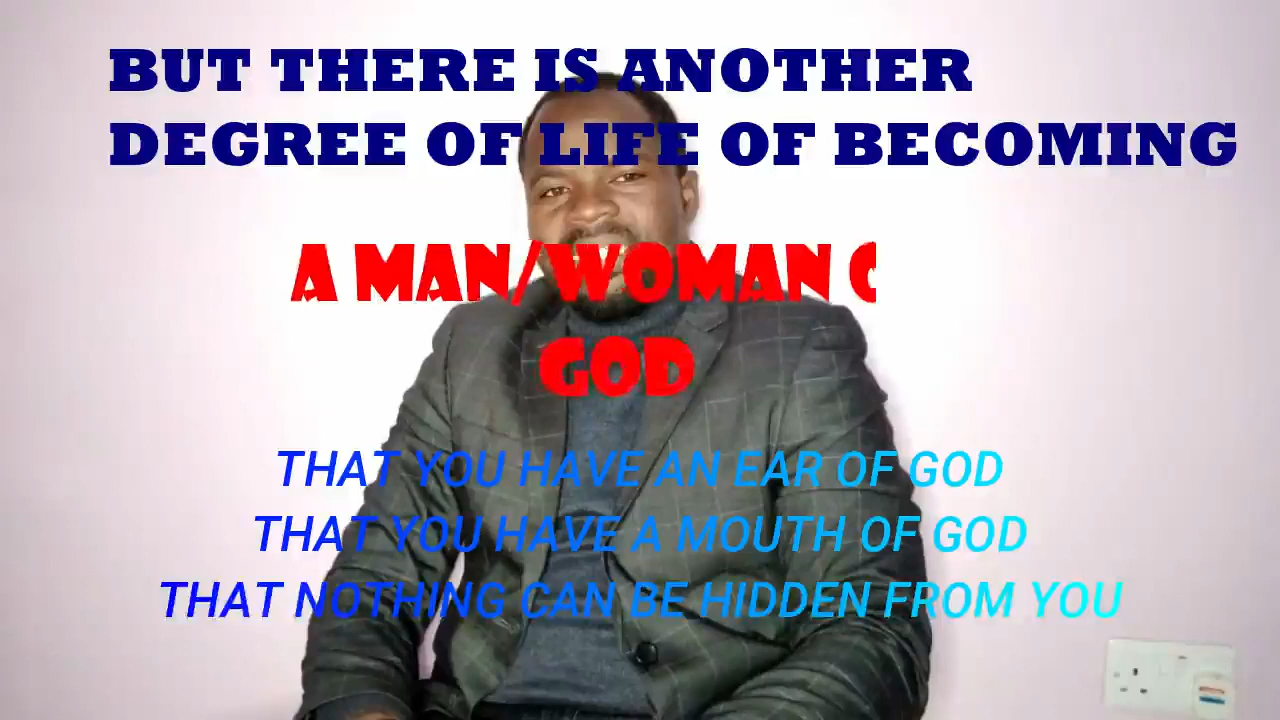 BUT THERE IS ANOTHER
DEGREE OF LIFE OF BECOMING
A MAN/WOMAN
GOD
THAT YOU HAVE AN EAR OF GOD
THAT YOU HAVE A MOUTH OF GOD
THAT NOTHING CAN BE HIDDEN FROM YOU